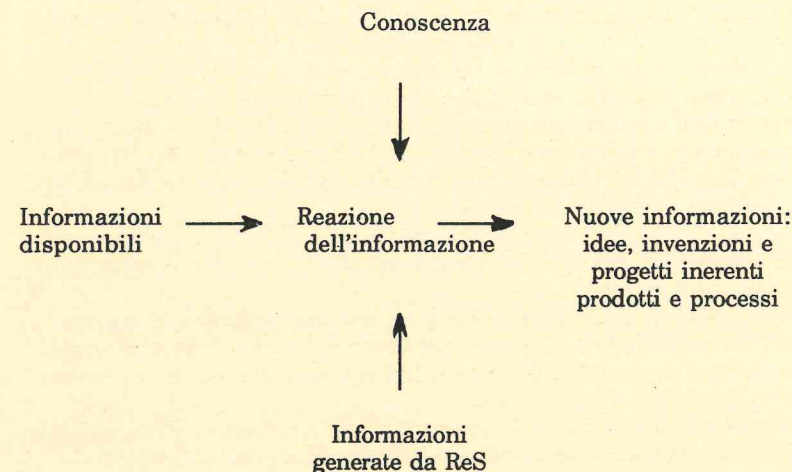 Conoscenza
Informazioni
disponibili
Reazione
dell'informazione
Nuove informazioni:
idee, invenzioni e
progetti inerenti
prodotti e processi
Informazioni
generate da ReS